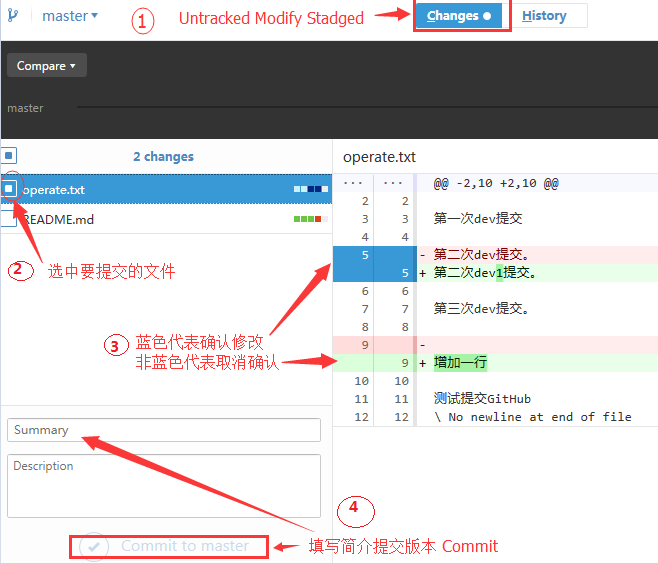 master
1
Untracked Modify Stadged
Changes
History
Compare
master
2 changes
operate.txt
README.md
2
选中要提交的文件
3
蓝色代表确认修改
非蓝色代表取消确认
operate.txt
··· ··· @@ -2,10 +2,10 @@
2 2
3 3 第一次dev提交
4 4
5 - 第二次dev提交。
5 + 第二次dev1提交。
6 6
7 7 第三次dev提交。
8 8
9 -
9 + 增加一行
10 10
11 11 测试提交GitHub
12 12 \ No newline at end of file
Summary
Description
4
Commit to master
填写简介提交版本 Commit